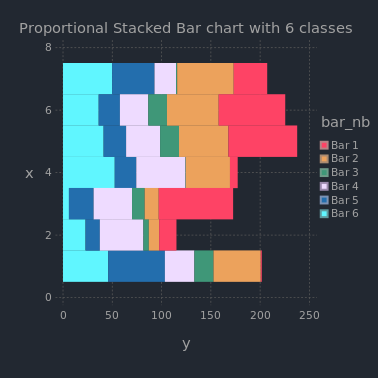 Proportional Stacked Bar chart with 6 classes
8
6
4
2
0
x
0 50 100 150 200 250
y
bar_nb
Bar 1
Bar 2
Bar 3
Bar 4
Bar 5
Bar 6